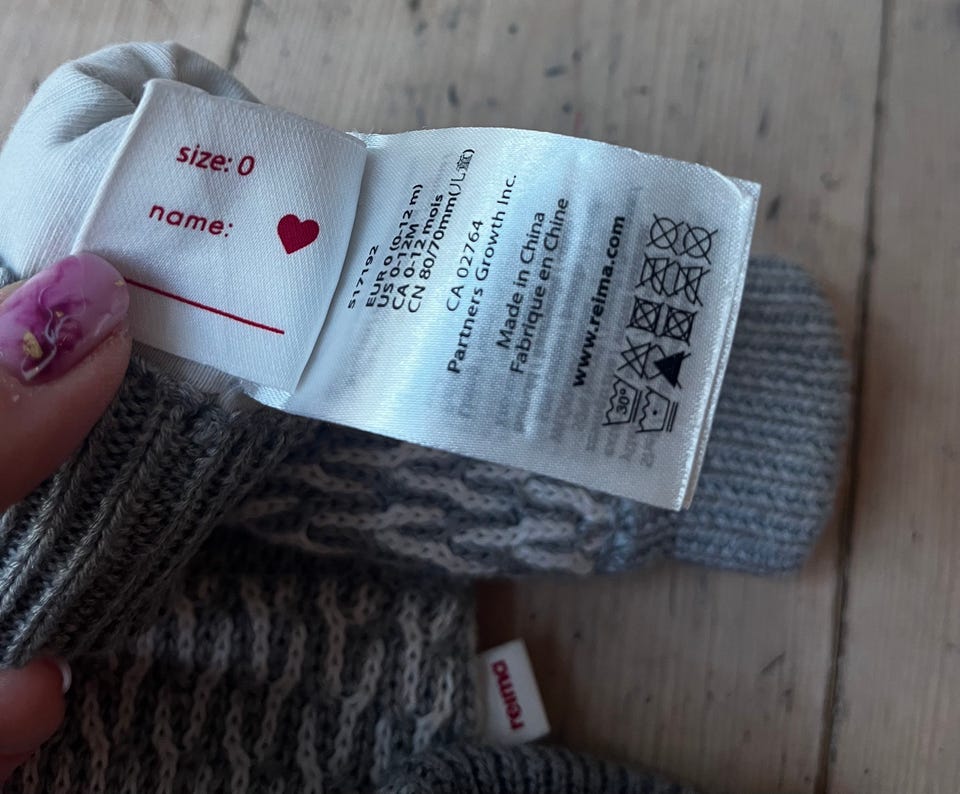 size: 0
name:
517192
EUR 0 (0-12 m)
US 0-12M
CA 0-12 mois
CN 80/70mm(儿童)
CA 02764
Partners Growth Inc.
Made in China
Fabrique en Chine
www.reima.com
30°
reima